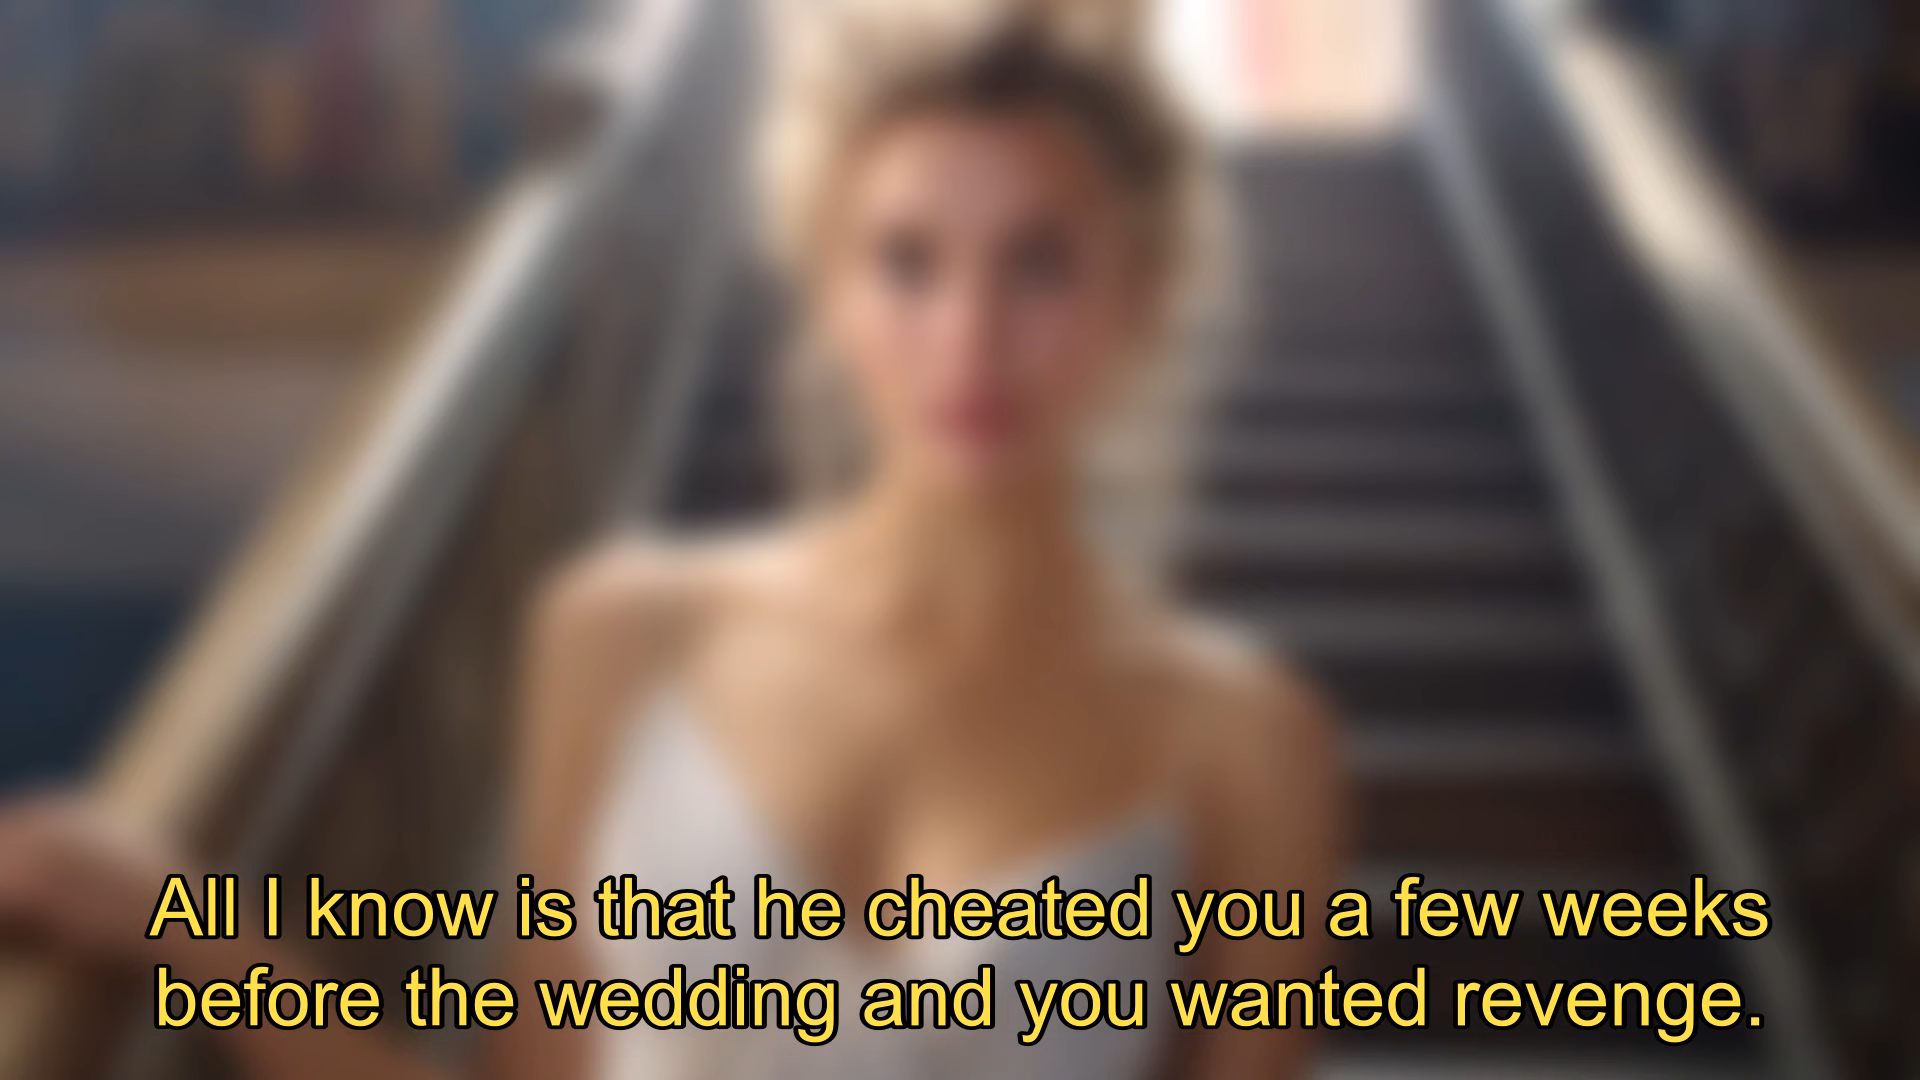 All I know is that he cheated you a few weeks
before the wedding and you wanted revenge.